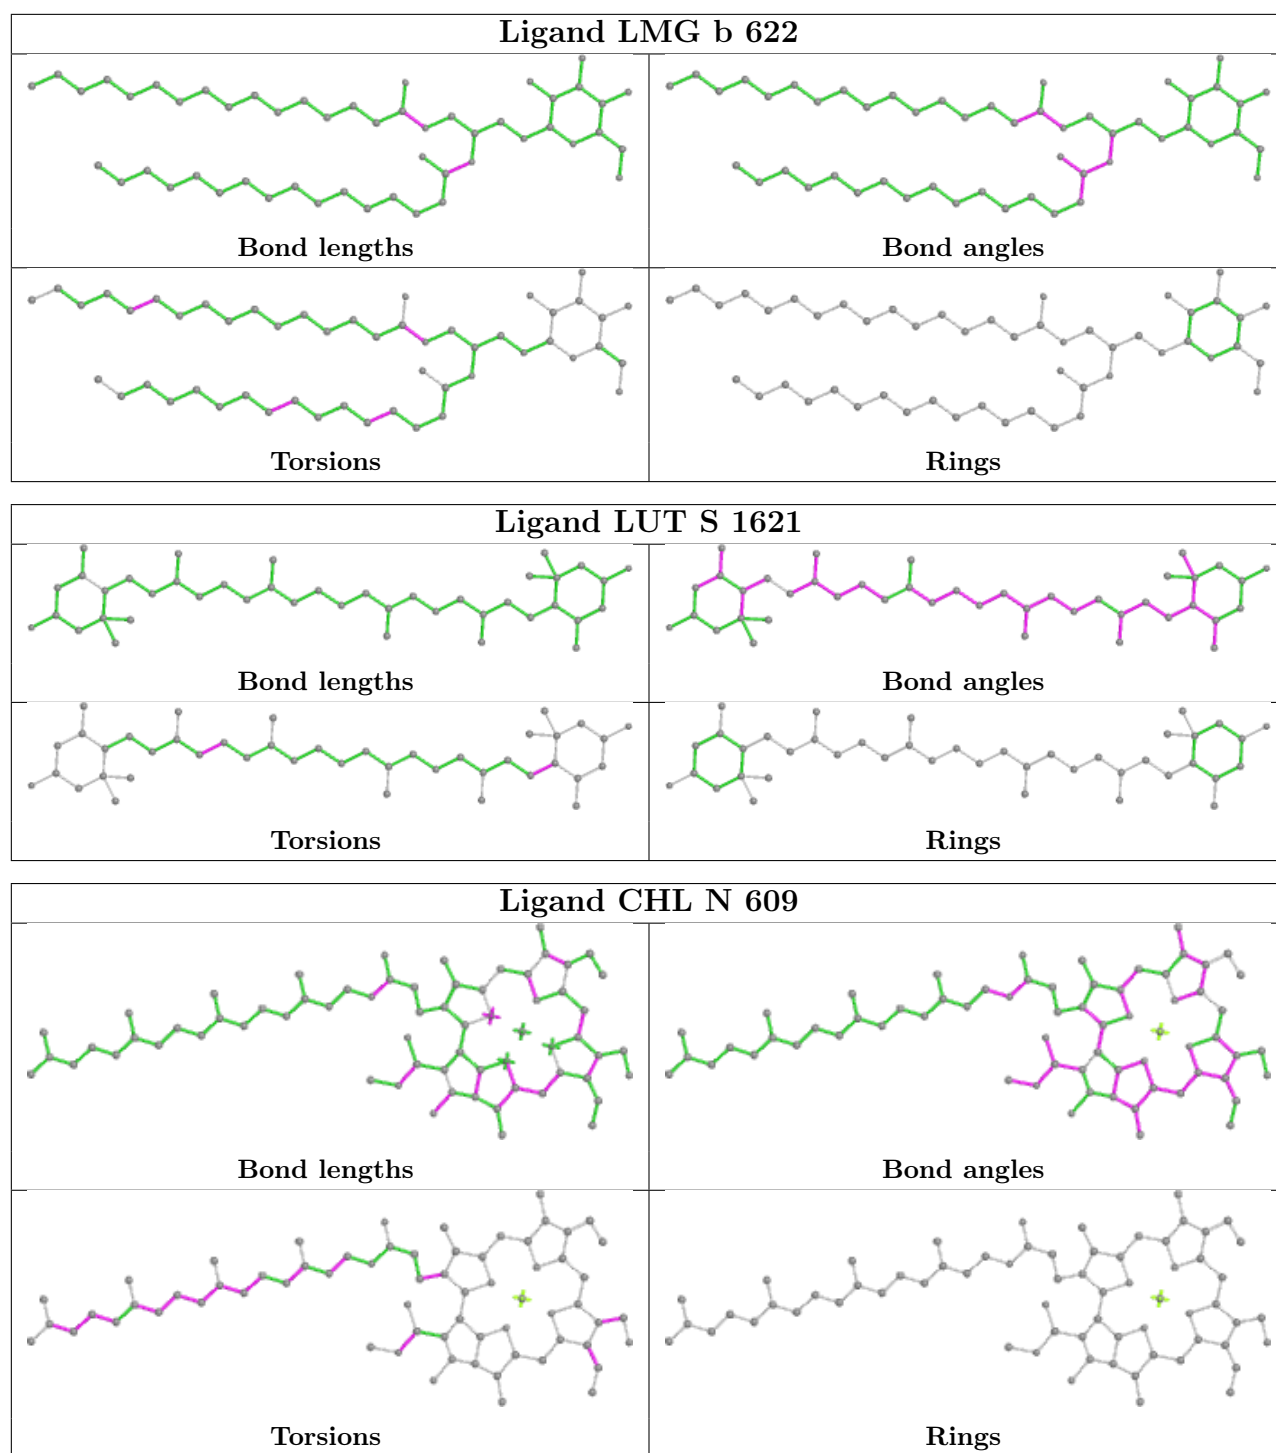 Ligand LMG b 622
Bond lengths
Bond angles
Torsions
Rings
Ligand LUT S 1621
Bond lengths
Bond angles
Torsions
Rings
Ligand CHL N 609
Bond lengths
Bond angles
Torsions
Rings